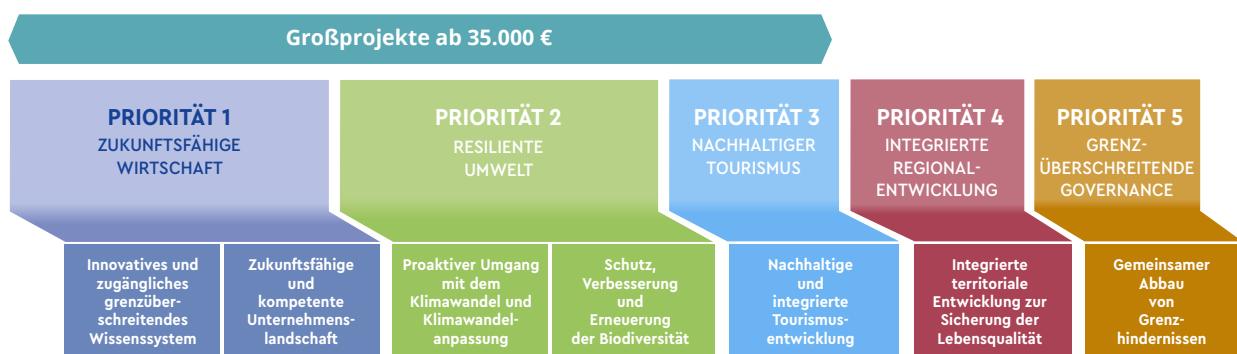 Großprojekte ab 35.000 €
PRIORITÄT 1
ZUKUNFTSFÄHIGE
WIRTSCHAFT
PRIORITÄT 2
RESILIENTE
UMWELT
PRIORITÄT 3
NACHHALTIGER
TOURISMUS
PRIORITÄT 4
INTEGRIERTE
REGIONAL-
ENTWICKLUNG
PRIORITÄT 5
GRENZ-
ÜBERSCHREITENDE
GOVERNANCE
Innovatives und
zugängliches
grenzüber-
schreitendes
Wissenssystem
Zukunftsfähige
und
kompetente
Unternehmens-
landschaft
Proaktiver Umgang
mit dem
Klimawandel und
Klimawandel-
anpassung
Schutz,
Verbesserung
und
Erneuerung
der Biodiversität
Nachhaltige
und
integrierte
Tourismus-
entwicklung
Integrierte
territoriale
Entwicklung zur
Sicherung der
Lebensqualität
Gemeinsamer
Abbau
von
Grenz-
hindernissen